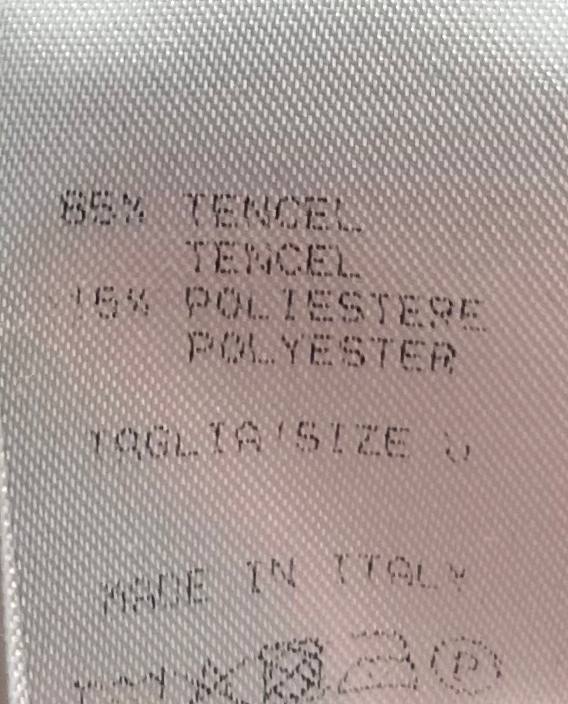 85% TENCEL
TENCEL
15% POLIESTERE
POLYESTER
TAGLIA/SIZE U
MADE IN ITALY
P